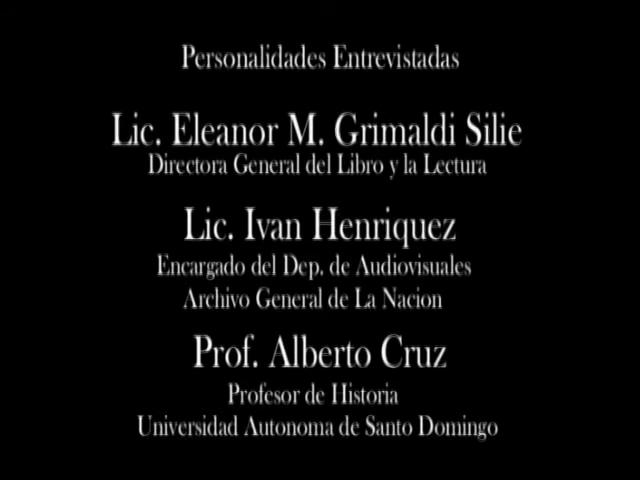 Personalidades Entrevistadas
Lic. Eleanor M. Grimaldi Silie
Directora General del Libro y la Lectura
Lic. Ivan Henriquez
Encargado del Dep. de Audiovisuales
Archivo General de La Nacion
Prof. Alberto Cruz
Profesor de Historia
Universidad Autonoma de Santo Domingo